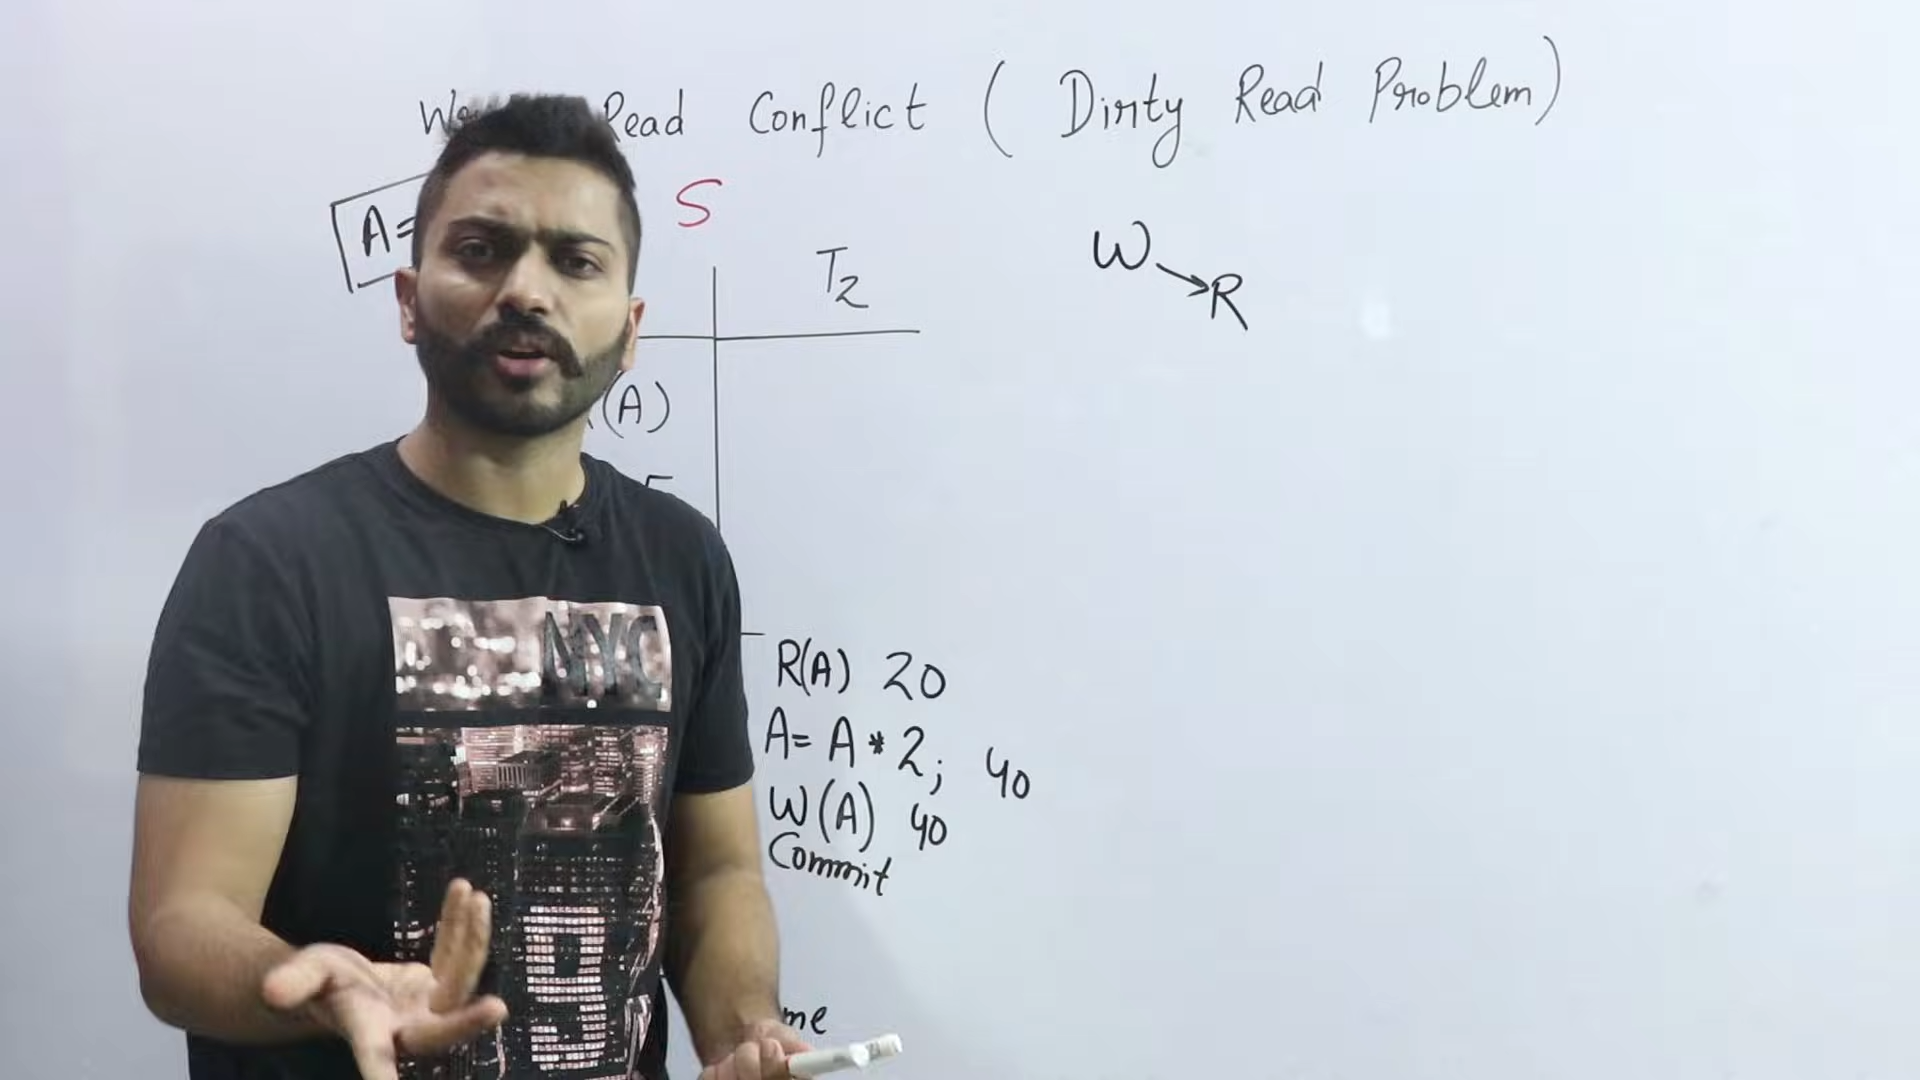 Read Conflict ( Dirty Read Problem)
A=
S
T2
W→R
(A)
R(A) 20
A= A * 2; 40
W(A) 40
Commit
me
NYC